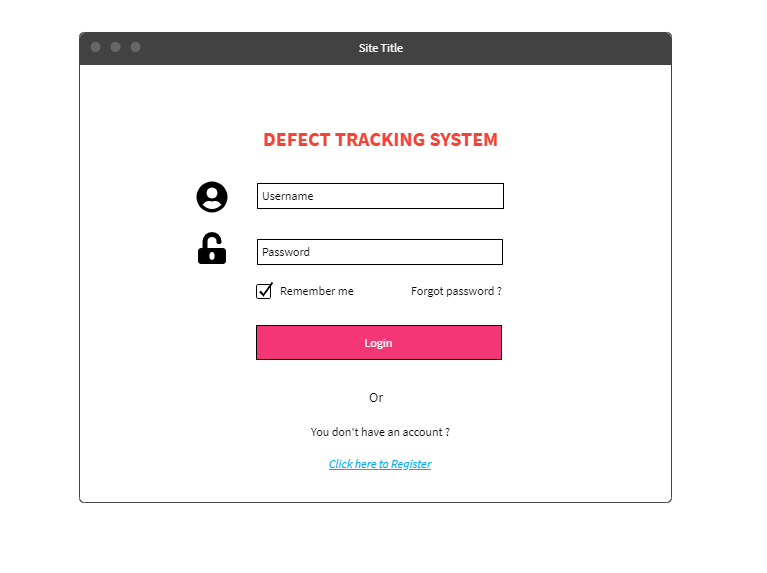 Site Title
DEFECT TRACKING SYSTEM
Username
Password
Remember me Forgot password ?
Login
Or
You don't have an account ?
Click here to Register